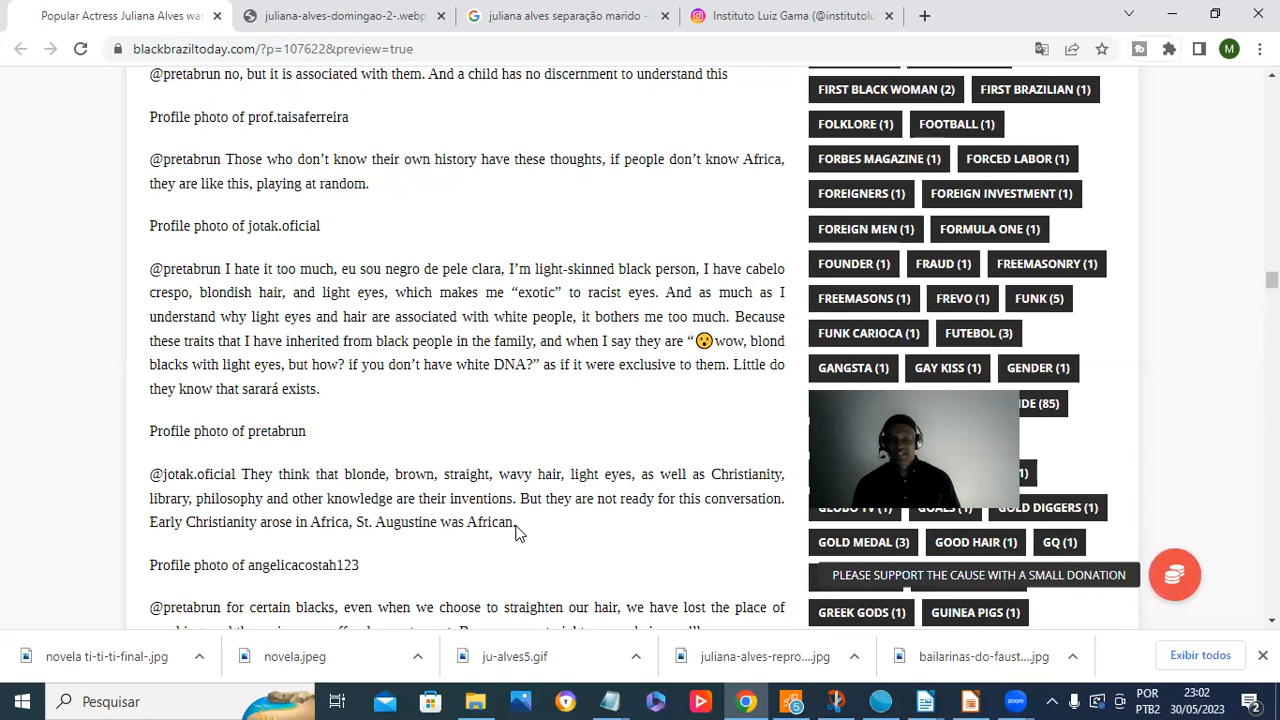 Popular Actress Juliana Alves war
juliana-alves-domingao-2-.webp
juliana alves separação marido -
Instituto Luiz Gama (@institutolu
blackbraziltoday.com/?p=107622&preview=true
M
@pretabrun no, but it is associated with them. And a child has no discernment to understand this
Profile photo of prof.taisaferreira
@pretabrun Those who don’t know their own history have these thoughts, if people don’t know Africa,
they are like this, playing at random.
Profile photo of jotak.oficial
@pretabrun I hate it too much, eu sou negro de pele clara, I’m light-skinned black person, I have cabelo
crespo, blondish hair, and light eyes, which makes me “exotic” to racist eyes. And as much as I
understand why light eyes and hair are associated with white people, it bothers me too much. Because
these traits that I have inherited from black people in the family, and when I say they are “😮wow, blond
blacks with light eyes, but how? if you don’t have white DNA?” as if it were exclusive to them. Little do
they know that sarará exists.
Profile photo of pretabrun
@jotak.oficial They think that blonde, brown, straight, wavy hair, light eyes, as well as Christianity,
library, philosophy and other knowledge are their inventions. But they are not ready for this conversation.
Early Christianity arose in Africa, St. Augustine was African.
Profile photo of angelicacostah123
@pretabrun for certain blacks, even when we choose to straighten our hair, we have lost the place of
FIRST BLACK WOMAN (2) FIRST BRAZILIAN (1)
FOLKLORE (1) FOOTBALL (1)
FORBES MAGAZINE (1) FORCED LABOR (1)
FOREIGNERS (1) FOREIGN INVESTMENT (1)
FOREIGN MEN (1) FORMULA ONE (1)
FOUNDER (1) FRAUD (1) FREEMASONRY (1)
FREEMASONS (1) FREVO (1) FUNK (5)
FUNK CARIOCA (1) FUTEBOL (3)
GANGSTA (1) GAY KISS (1) GENDER (1)
IDE (85)
1)
GLOBO TV (1) GOALS (1) GOLD DIGGERS (1)
GOLD MEDAL (3) GOOD HAIR (1) GQ (1)
PLEASE SUPPORT THE CAUSE WITH A SMALL DONATION
GREEK GODS (1) GUINEA PIGS (1)
novela ti-ti-ti-final-.jpg
novela.jpeg
ju-alves5.gif
juliana-alves-repro....jpg
bailarinas-do-faust....jpg
Exibir todos
Pesquisar
5
zoom
POR
PTB2
23:02
30/05/2023
2